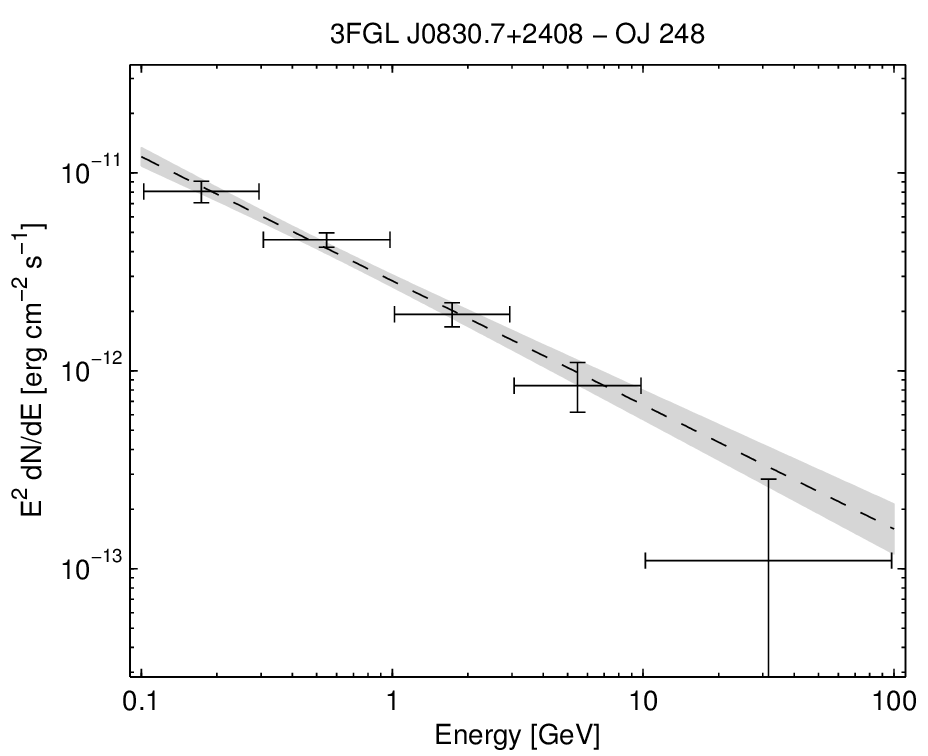 3FGL J0830.7+2408 – OJ 248
10⁻¹¹
10⁻¹²
10⁻¹³
E² dN/dE [erg cm⁻² s⁻¹]
0.1 1 10 100
Energy [GeV]